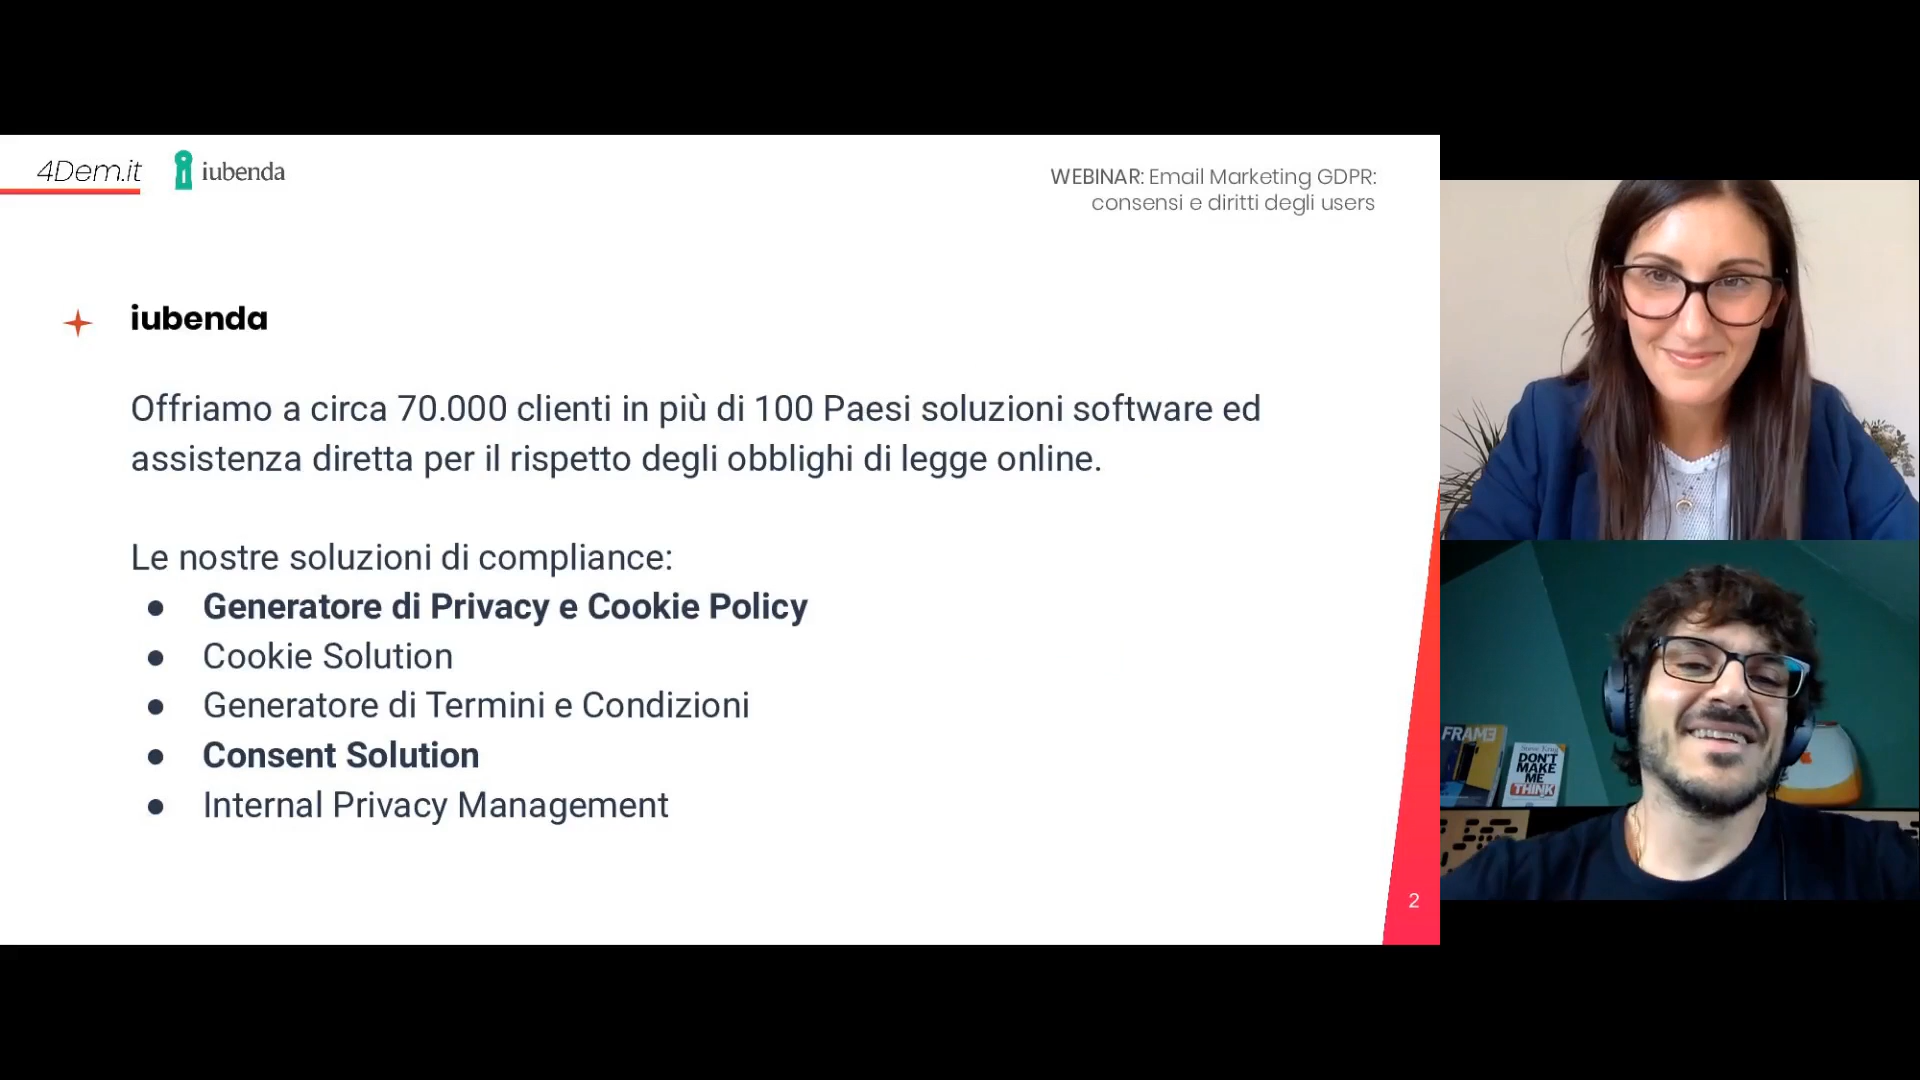 4Dem.it
iubenda
WEBINAR: Email Marketing GDPR:
consensi e diritti degli users
iubenda
Offriamo a circa 70.000 clienti in più di 100 Paesi soluzioni software ed
assistenza diretta per il rispetto degli obblighi di legge online.
Le nostre soluzioni di compliance:
● Generatore di Privacy e Cookie Policy
● Cookie Solution
● Generatore di Termini e Condizioni
● Consent Solution
● Internal Privacy Management
2
FRAME
Steve Krug
DON'T
MAKE
ME
THINK